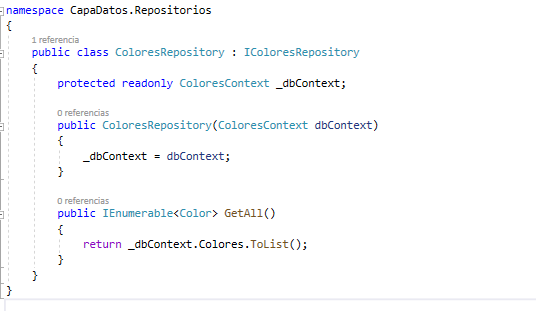 namespace CapaDatos.Repositorios
{
1 referencia
public class ColoresRepository : IColoresRepository
{
protected readonly ColoresContext _dbContext;
0 referencias
public ColoresRepository(ColoresContext dbContext)
{
_dbContext = dbContext;
}
0 referencias
public IEnumerable<Color> GetAll()
{
return _dbContext.Colores.ToList();
}
}
}